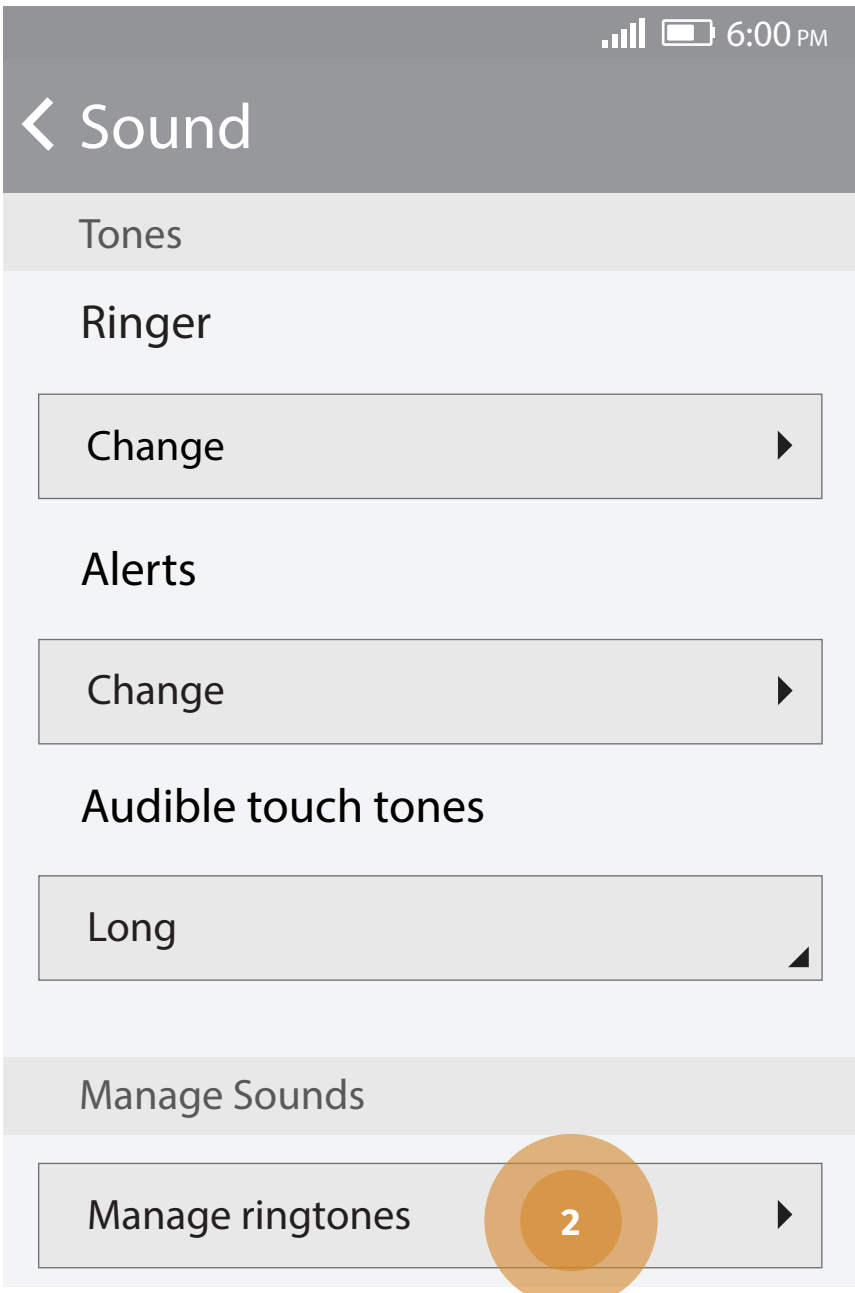 6:00 PM
Sound
Tones
Ringer
Change
Alerts
Change
Audible touch tones
Long
Manage Sounds
Manage ringtones 2